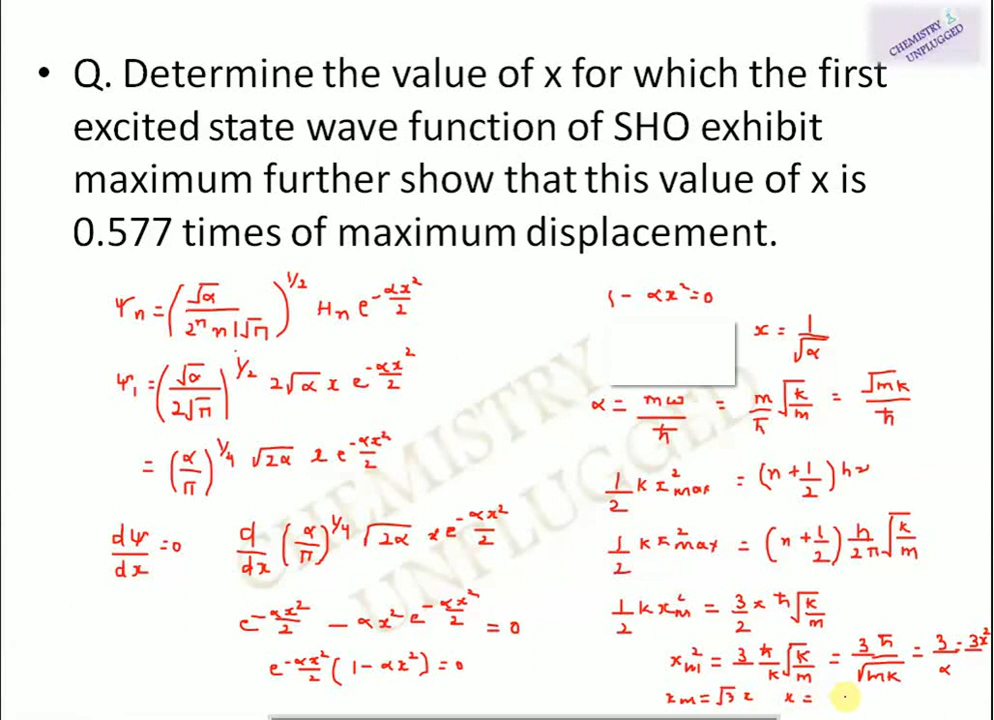 CHEMISTRY
UNPLUGGED
• Q. Determine the value of x for which the first
excited state wave function of SHO exhibit
maximum further show that this value of x is
0.577 times of maximum displacement.
Ψn = (√α / 2ⁿ n! √π)^1/2 Hn e^-αx²/2
Ψ1 = (√α / 2√π)^1/2 2√α x e^-αx²/2
= (α/π)^1/4 √2α x e^-αx²/2
dΨ/dx = 0 d/dx (α/π)^1/4 √2α x e^-αx²/2
e^-αx²/2 - αx² e^-αx²/2 = 0
e^-αx²/2 (1 - αx²) = 0
1 - αx² = 0
x = 1/√α
α = mω/ħ = m/ħ √k/m = √mk/ħ
1/2 k x²max = (n + 1/2) hν
1/2 k x²max = (n + 1/2) h/2π √k/m
1/2 k x²m = 3/2 × ħ √k/m
x²m = 3 ħ/k √k/m = 3ħ/√mk = 3/α = 3x²
xm = √3 x x =
CHEMISTRY
UNPLUGGED